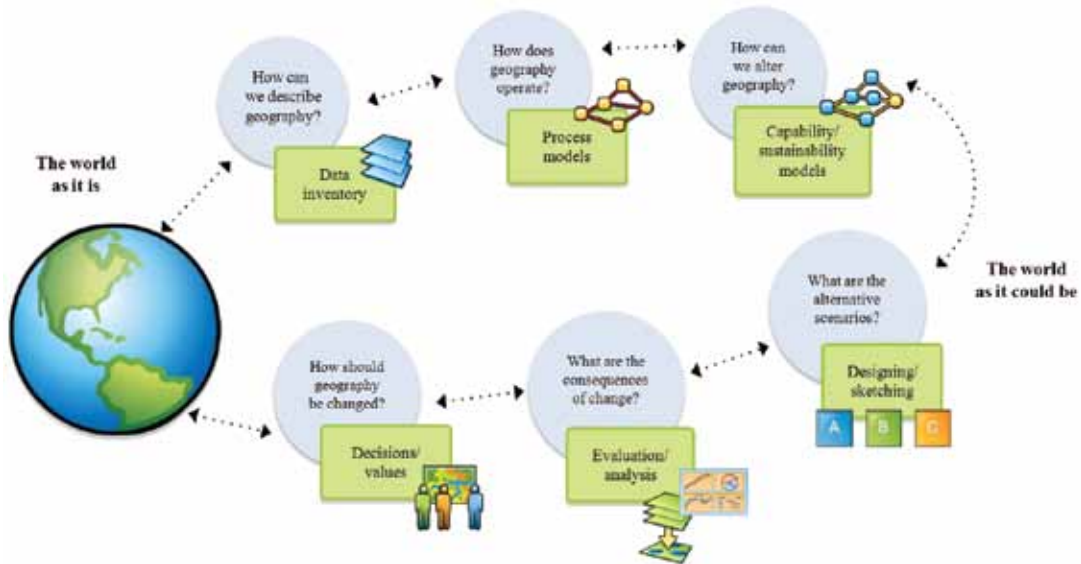 How can
we describe
geography?
Data
inventory
How does
geography
operate?
Process
models
How can
we alter
geography?
Capability/
sustainability
models
The world
as it is
The world
as it could be
What are the
alternative
scenarios?
Designing/
sketching
A B C
What are the
consequences
of change?
Evaluation/
analysis
How should
geography
be changed?
Decisions/
values